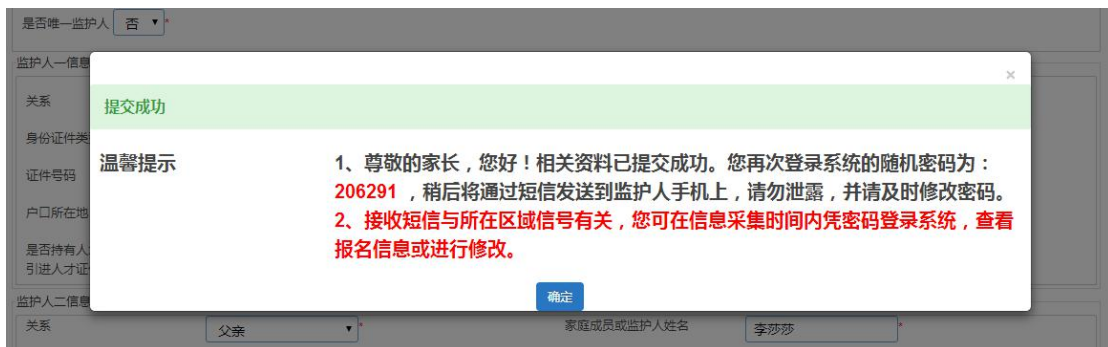 是否唯一监护人 否 ▼ *
监护人一信息
×
关系
提交成功
身份证件类
温馨提示
1、尊敬的家长，您好！相关资料已提交成功。您再次登录系统的随机密码为：
206291 ，稍后将通过短信发送到监护人手机上，请勿泄露，并请及时修改密码。
2、接收短信与所在区域信号有关，您可在信息采集时间内凭密码登录系统，查看
报名信息或进行修改。
证件号码
户口所在地
是否持有人
引进人才证
确定
监护人二信息
关系 父亲 ▼ * 家庭成员或监护人姓名 李莎莎 *